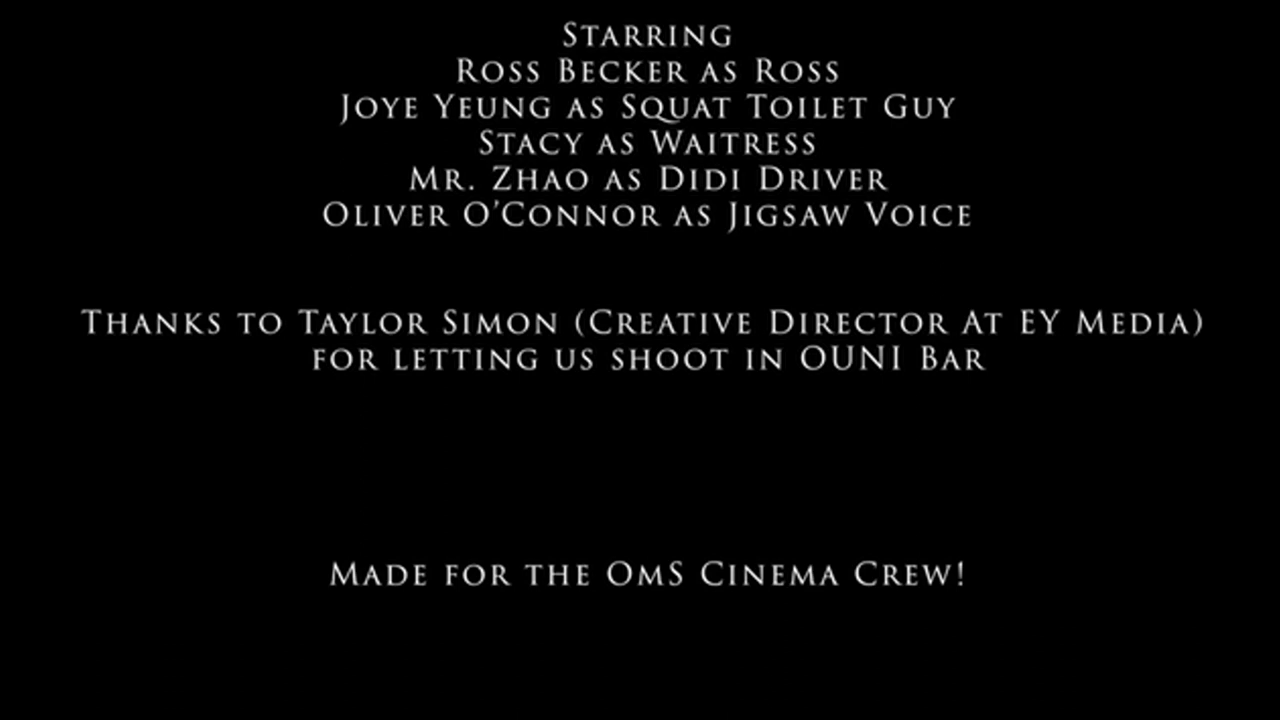 Starring
Ross Becker as Ross
Joye Yeung as Squat Toilet Guy
Stacy as Waitress
Mr. Zhao as Didi Driver
Oliver O'Connor as Jigsaw Voice
Thanks to Taylor Simon (Creative Director At EY Media)
for letting us shoot in OUNI Bar
Made for the OmS Cinema Crew!